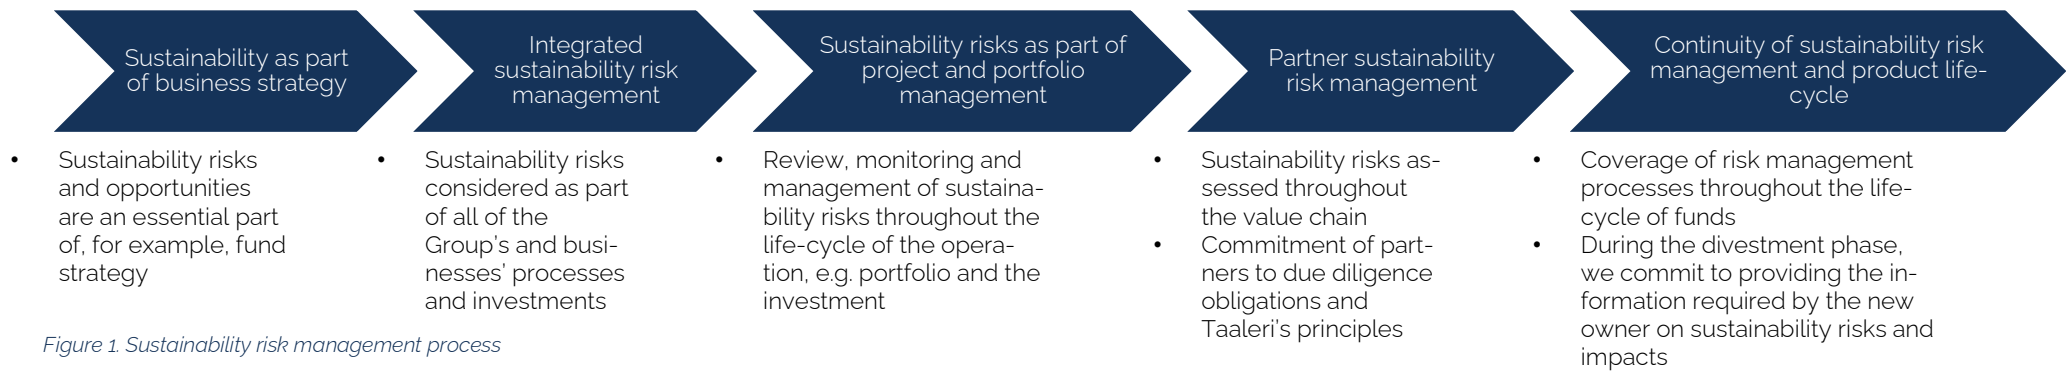 Sustainability as part
of business strategy
Integrated
sustainability risk
management
Sustainability risks as part of
project and portfolio
management
Partner sustainability
risk management
Continuity of sustainability risk
management and product life-
cycle
• Sustainability risks
and opportunities
are an essential part
of, for example, fund
strategy
• Sustainability risks
considered as part
of all of the
Group's and busi-
nesses' processes
and investments
• Review, monitoring and
management of sustaina-
bility risks throughout the
life-cycle of the opera-
tion, e.g. portfolio and the
investment
• Sustainability risks as-
sessed throughout
the value chain
• Commitment of part-
ners to due diligence
obligations and
Taaleri's principles
• Coverage of risk management
processes throughout the life-
cycle of funds
• During the divestment phase,
we commit to providing the in-
formation required by the new
owner on sustainability risks and
impacts
Figure 1. Sustainability risk management process